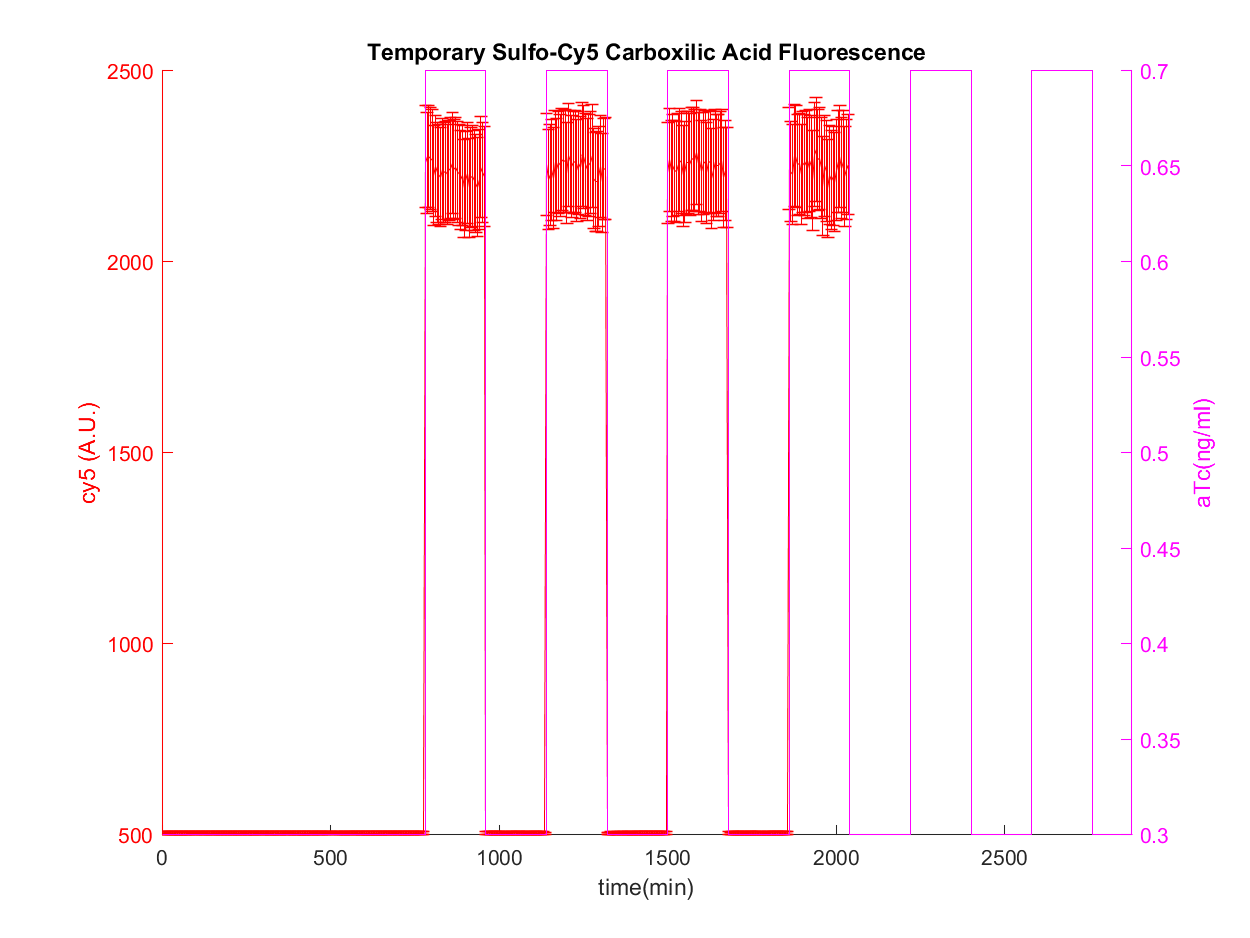 Temporary Sulfo-Cy5 Carboxilic Acid Fluorescence
2500
2000
1500
1000
500
cy5 (A.U.)
0.7
0.65
0.6
0.55
0.5
0.45
0.4
0.35
0.3
aTc(ng/ml)
0 500 1000 1500 2000 2500
time(min)